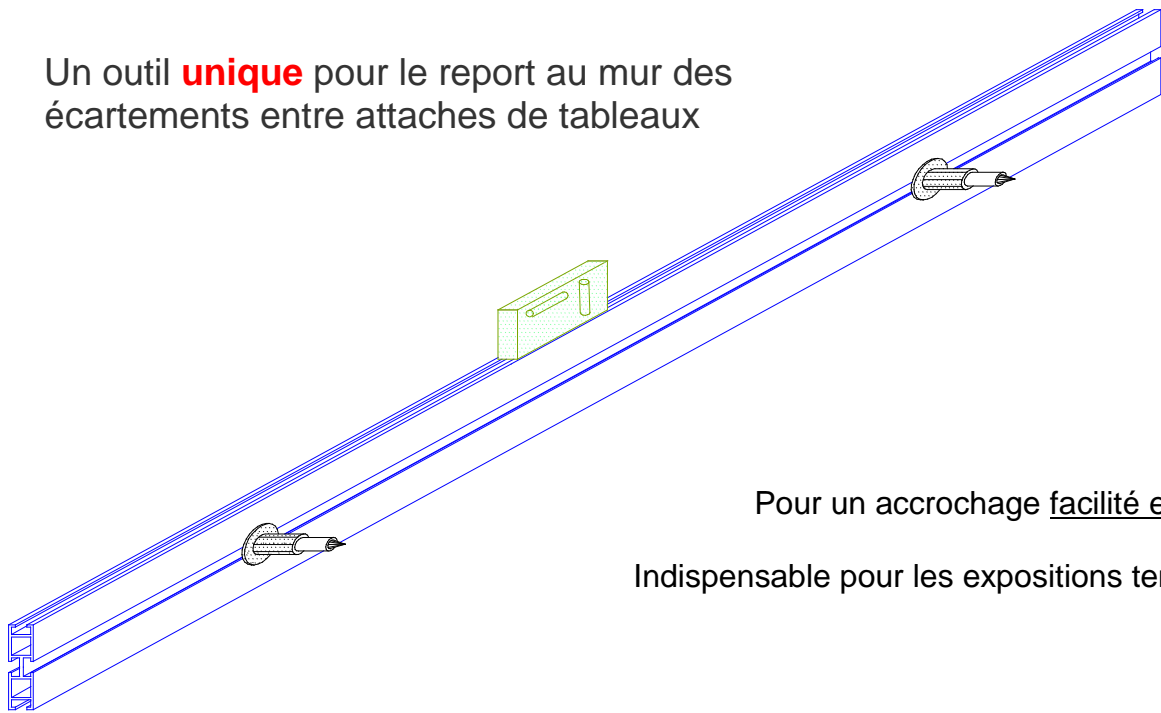 Un outil unique pour le report au mur des
écartements entre attaches de tableaux
Pour un accrochage facilité e
Indispensable pour les expositions